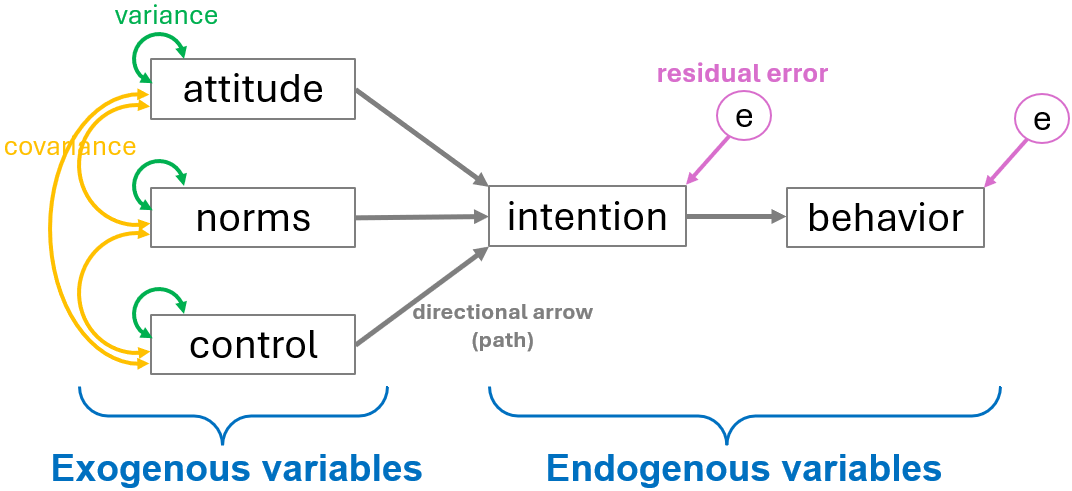 variance
attitude
residual error
e
e
covariance
norms
intention
behavior
control
directional arrow
(path)
Exogenous variables
Endogenous variables